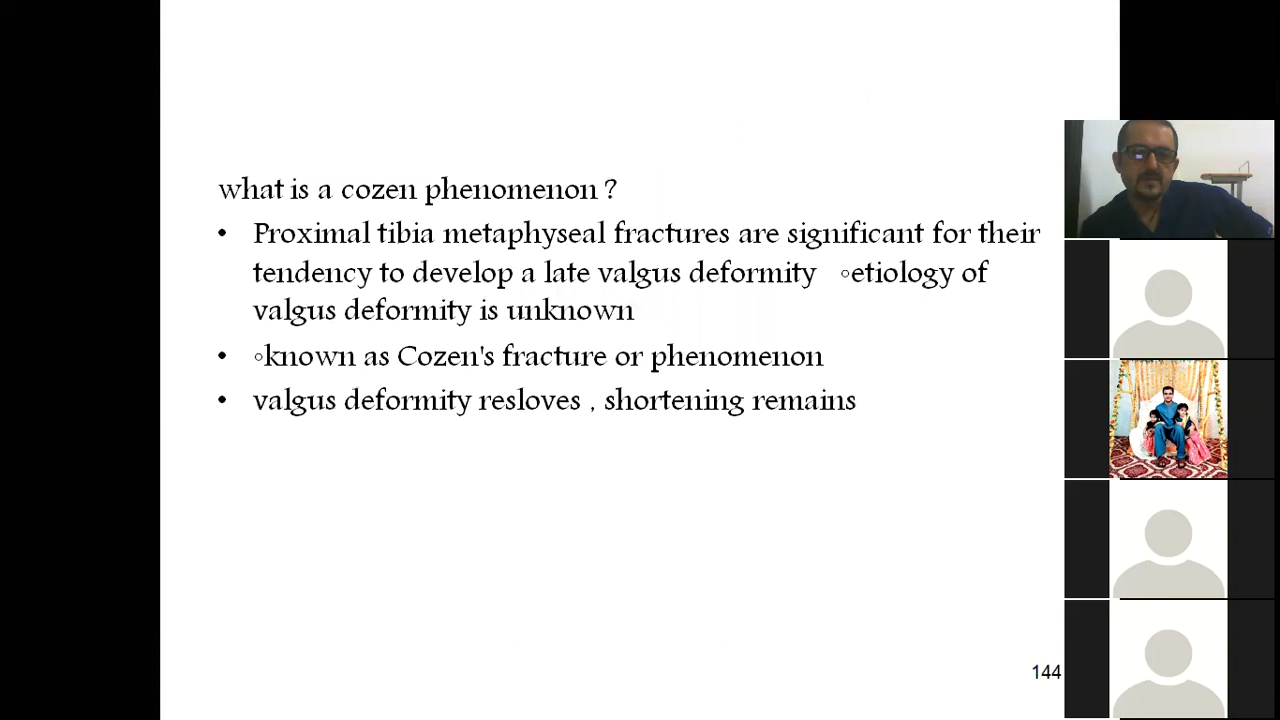 what is a cozen phenomenon ?
• Proximal tibia metaphyseal fractures are significant for their
tendency to develop a late valgus deformity ◦etiology of
valgus deformity is unknown
• ◦known as Cozen's fracture or phenomenon
• valgus deformity resloves , shortening remains
144